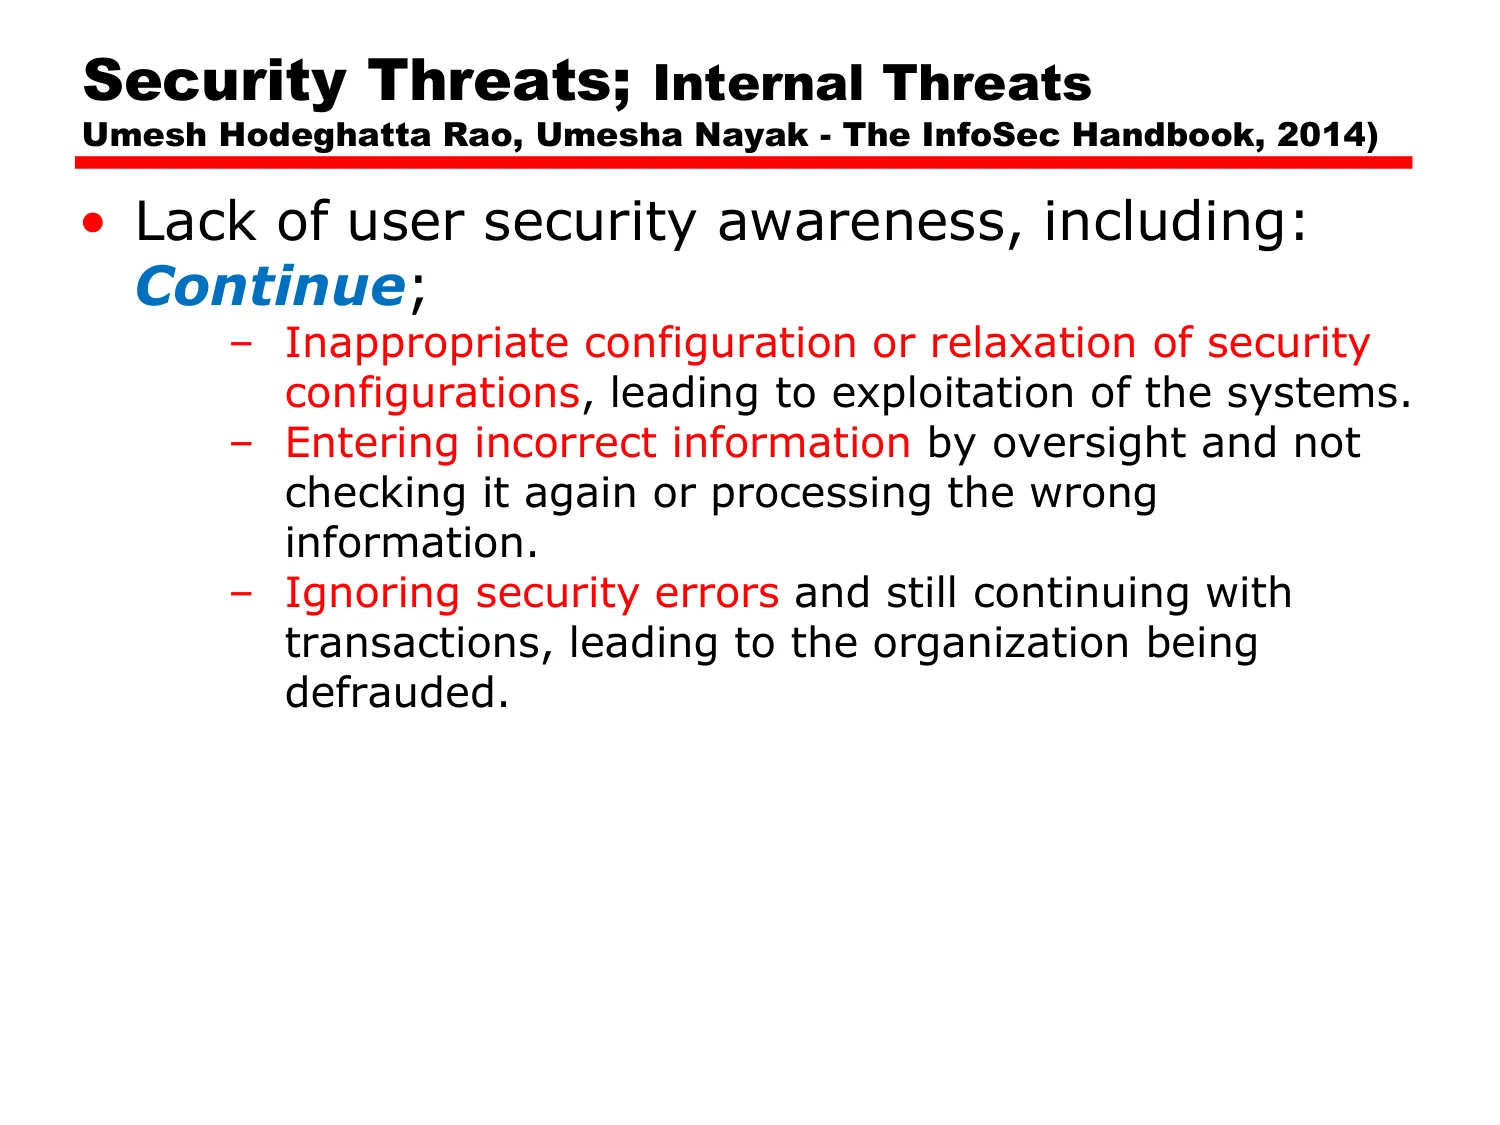 Security Threats; Internal Threats
Umesh Hodeghatta Rao, Umesha Nayak - The InfoSec Handbook, 2014)
• Lack of user security awareness, including:
Continue;
– Inappropriate configuration or relaxation of security
configurations, leading to exploitation of the systems.
– Entering incorrect information by oversight and not
checking it again or processing the wrong
information.
– Ignoring security errors and still continuing with
transactions, leading to the organization being
defrauded.